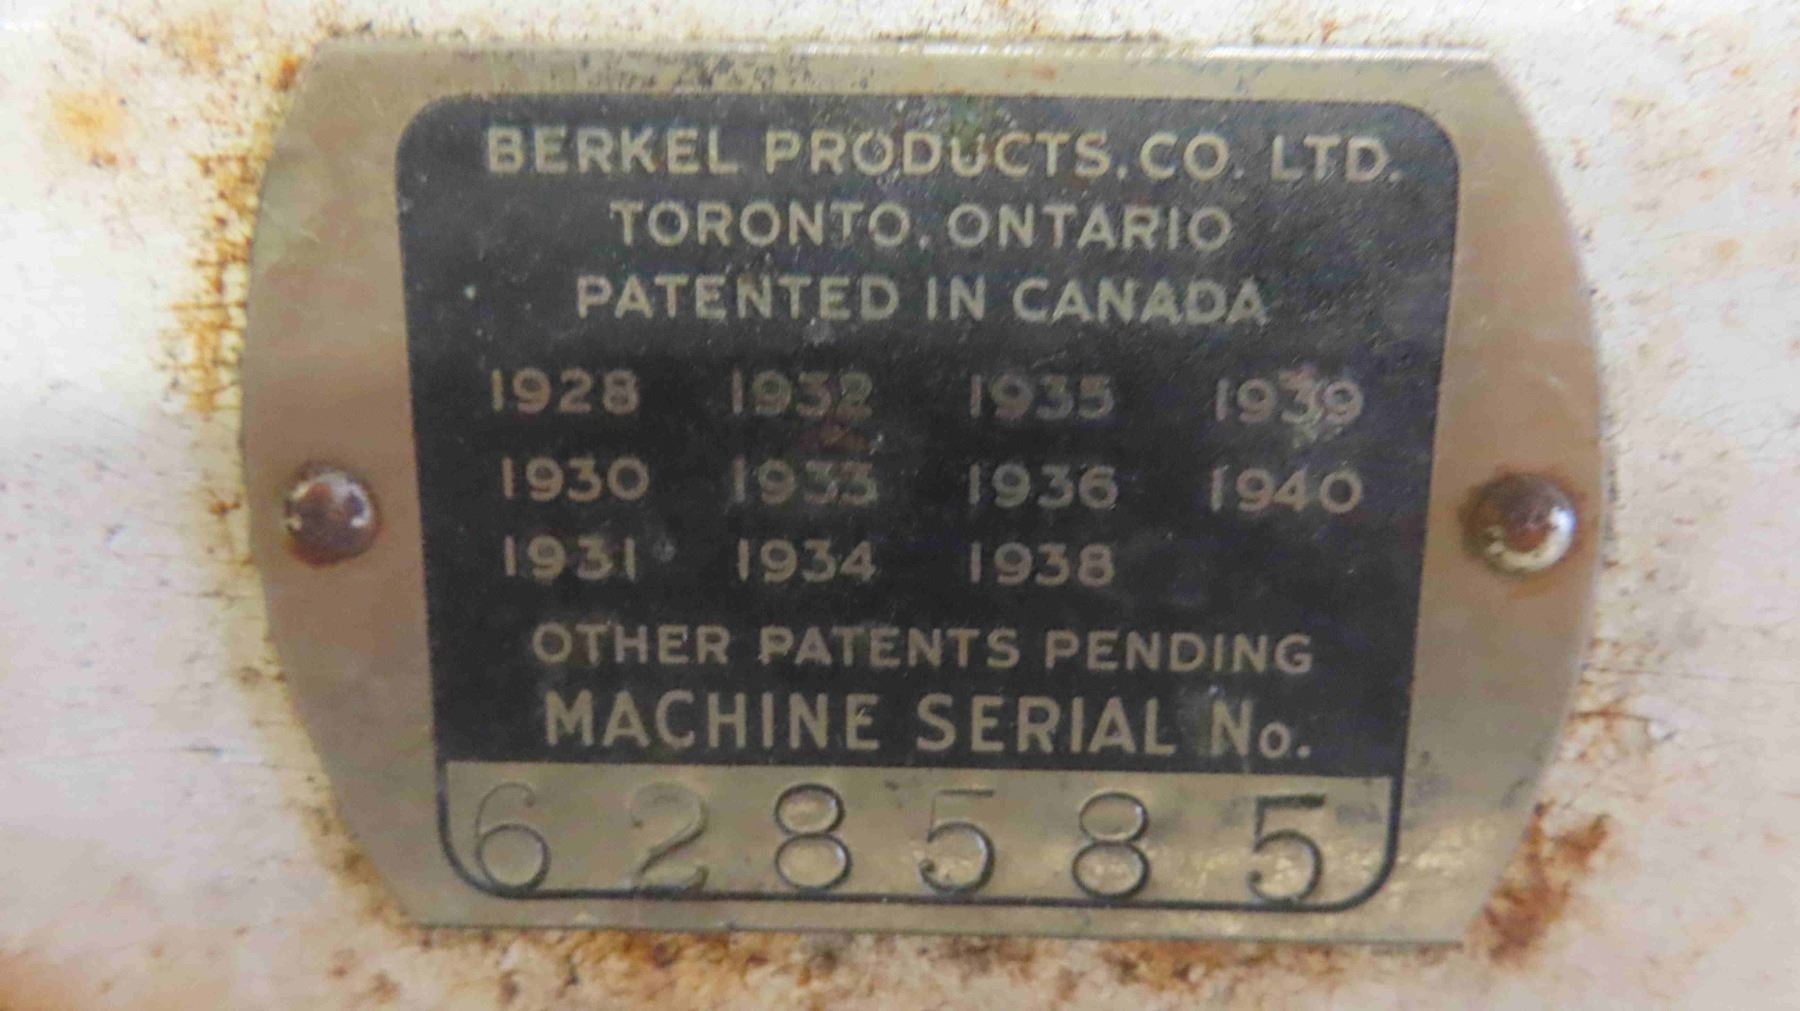 BERKEL PRODUCTS. CO. LTD.
TORONTO, ONTARIO
PATENTED IN CANADA
1928 1932 1935 1939
1930 1933 1936 1940
1931 1934 1938
OTHER PATENTS PENDING
MACHINE SERIAL No.
628585